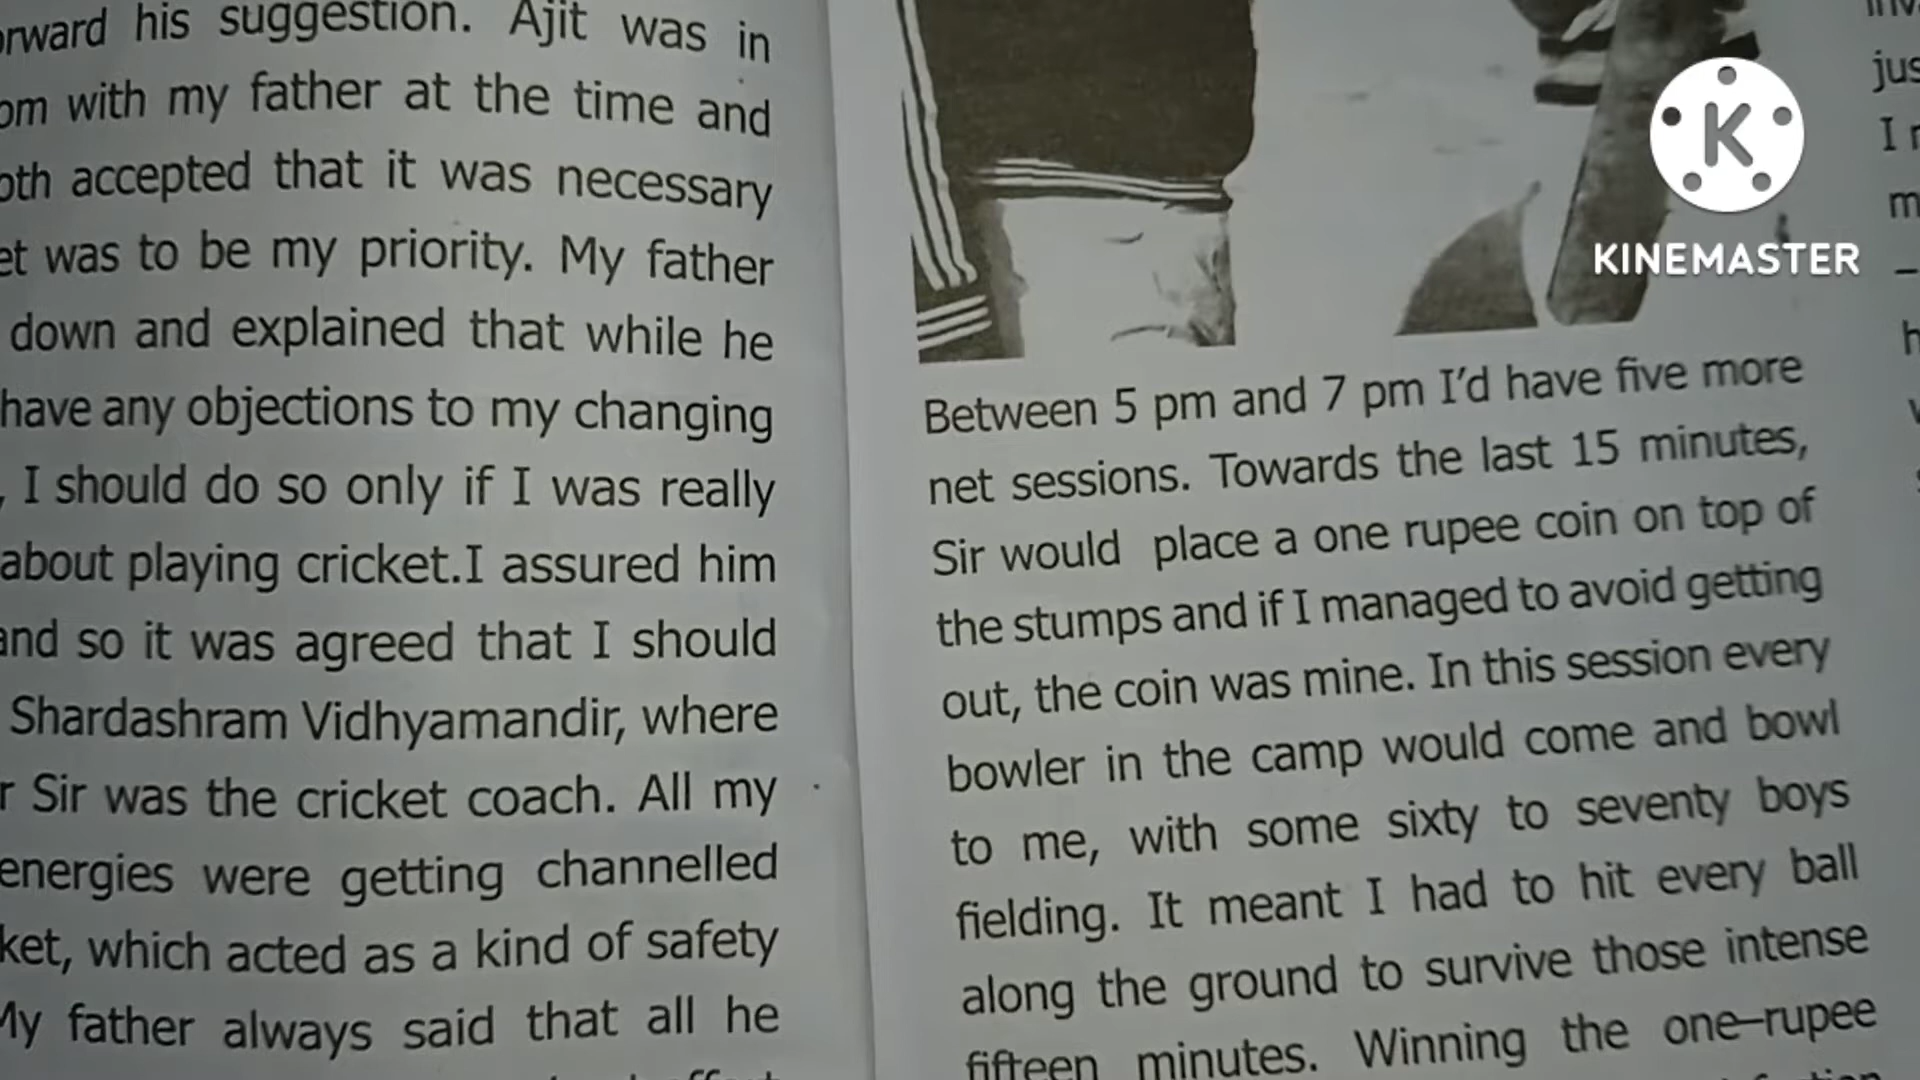 his suggestion. Ajit was in
with my father at the time and
accepted that it was necessary
was to be my priority. My father
down and explained that while he
have any objections to my changing
, I should do so only if I was really
about playing cricket.I assured him
and so it was agreed that I should
Shardashram Vidhyamandir, where
Sir was the cricket coach. All my
energies were getting channelled
which acted as a kind of safety
My father always said that all he
KINEMASTER
Between 5 pm and 7 pm I'd have five more
net sessions. Towards the last 15 minutes,
Sir would place a one rupee coin on top of
the stumps and if I managed to avoid getting
out, the coin was mine. In this session every
bowler in the camp would come and bowl
to me, with some sixty to seventy boys
fielding. It meant I had to hit every ball
along the ground to survive those intense
fifteen minutes. Winning the one–rupee